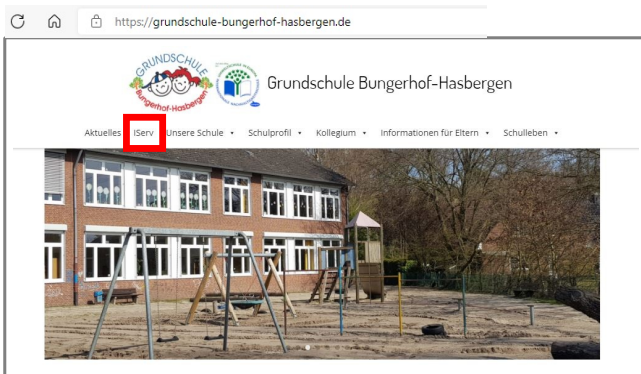 https://grundschule-bungerhof-hasbergen.de
GRUNDSCHULE
Bungerhof-Hasbergen
Grundschule Bungerhof-Hasbergen
Aktuelles IServ Unsere Schule • Schulprofil • Kollegium • Informationen für Eltern • Schulleben •